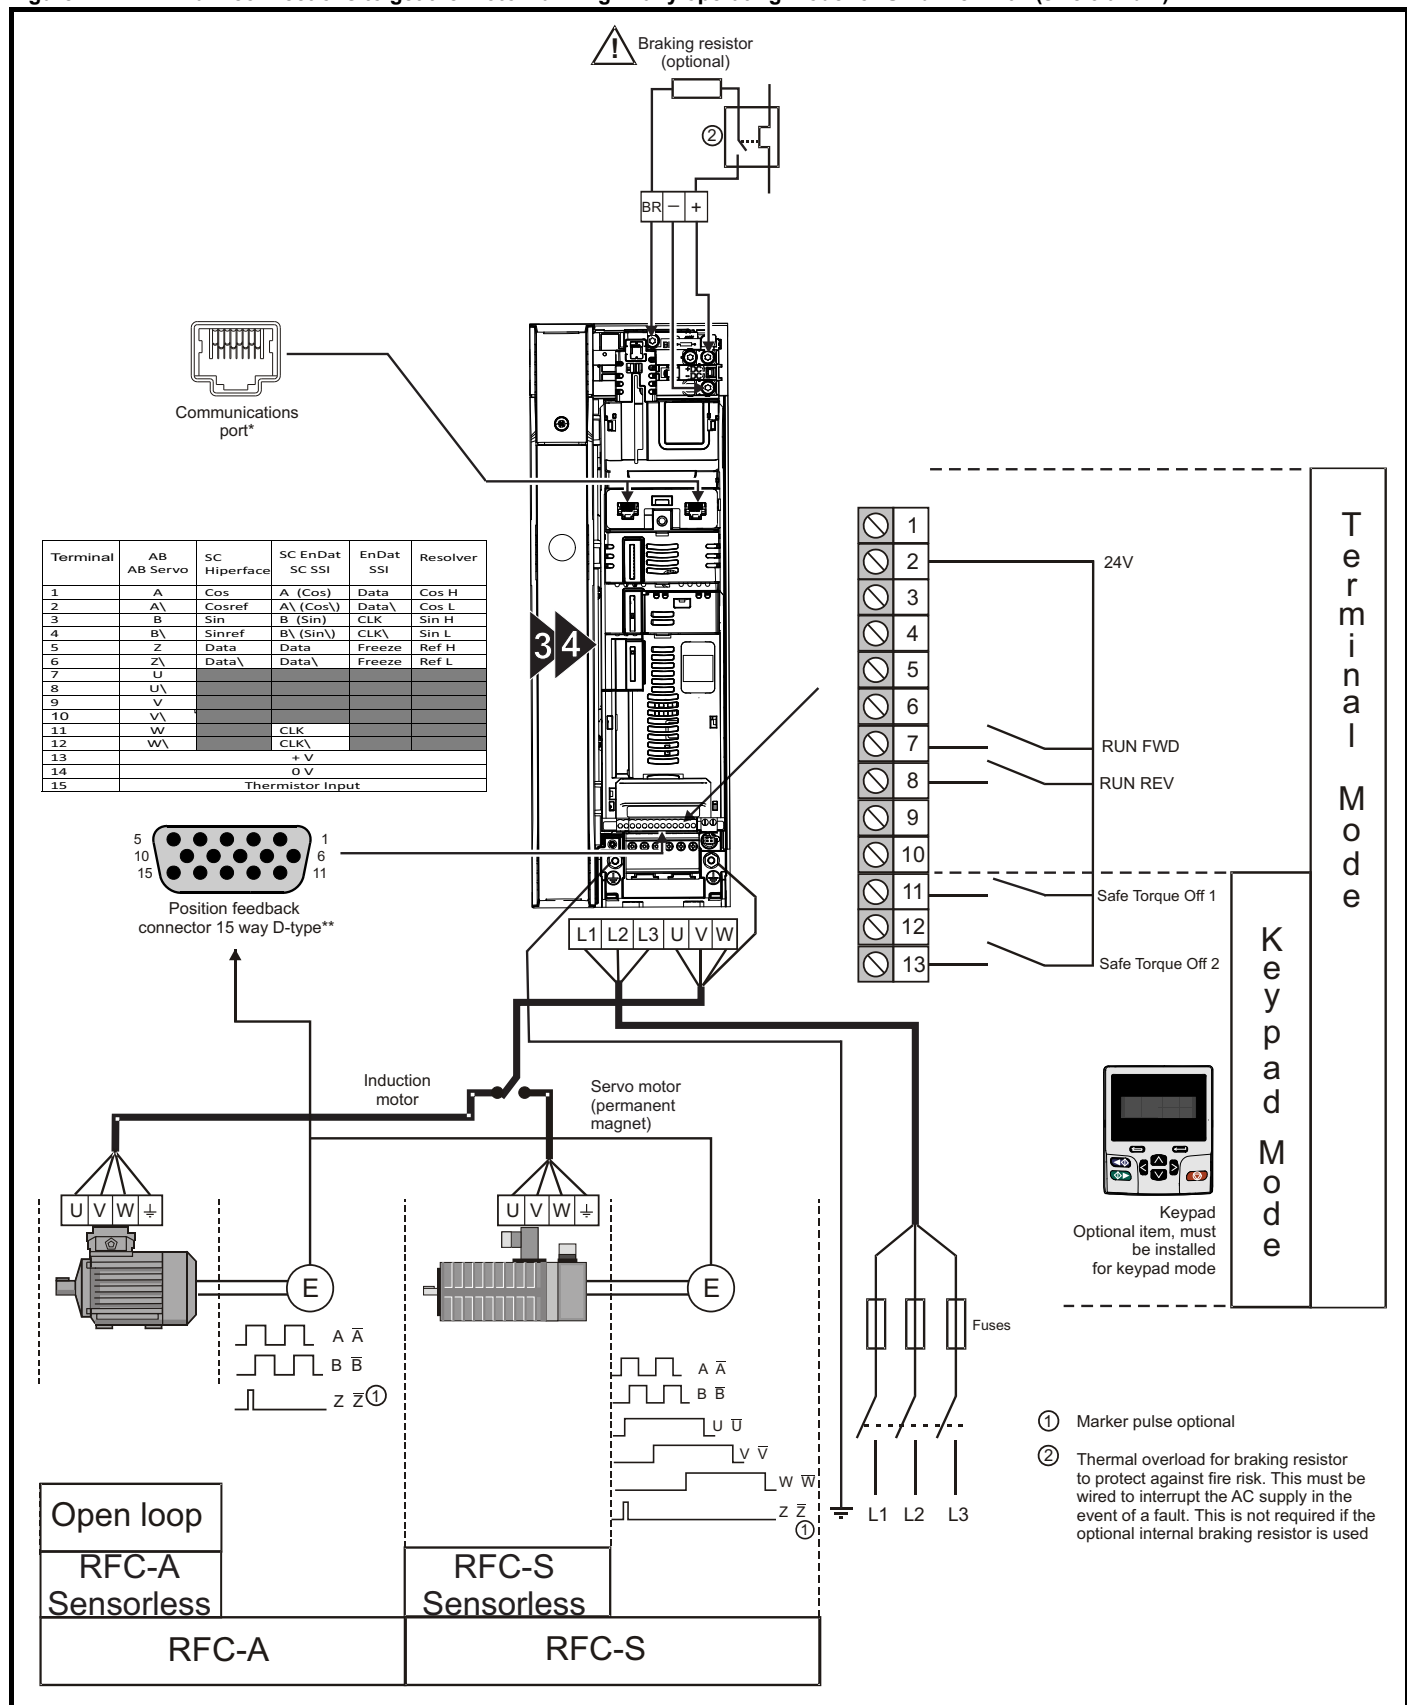 Braking resistor
(optional)
2
BR − +
Communications
port*
Terminal AB AB Servo SC Hiperface SC EnDat SC SSI EnDat SSI Resolver
1 A Cos A (Cos) Data Cos H
2 A\ Cosref A\ (Cos\) Data\ Cos L
3 B Sin B (Sin) CLK Sin H
4 B\ Sinref B\ (Sin\) CLK\ Sin L
5 Z Data Data Freeze Ref H
6 Z\ Data\ Data\ Freeze Ref L
7 U
8 U\
9 V
10 V\
11 W CLK
12 W\ CLK\
13 + V
14 0 V
15 Thermistor Input
3 4
5 1
10 6
15 11
Position feedback
connector 15 way D-type**
L1 L2 L3 U V W
1
2 24V
3
4
5
6
7 RUN FWD
8 RUN REV
9
10
11 Safe Torque Off 1
12
13 Safe Torque Off 2
Terminal Mode
Keypad Mode
Keypad
Optional item, must
be installed
for keypad mode
Induction
motor
Servo motor
(permanent
magnet)
U V W
U V W
E
E
A A̅
B B̅
Z Z̅ 1
A A̅
B B̅
U U̅
V V̅
W W̅
Z Z̅
1
Fuses
L1 L2 L3
1 Marker pulse optional
2 Thermal overload for braking resistor
to protect against fire risk. This must be
wired to interrupt the AC supply in the
event of a fault. This is not required if the
optional internal braking resistor is used
Open loop
RFC-A
Sensorless
RFC-S
Sensorless
RFC-A
RFC-S